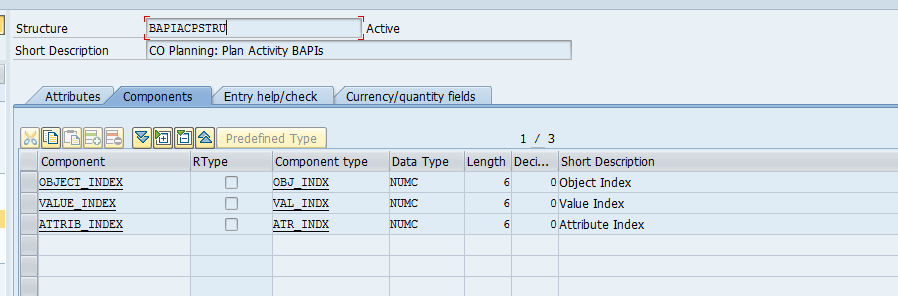 Structure BAPIACPSTRU Active
Short Description CO Planning: Plan Activity BAPIs
Attributes Components Entry help/check Currency/quantity fields
Predefined Type 1 / 3
Component RType Component type Data Type Length Deci... Short Description
OBJECT_INDEX OBJ_INDX NUMC 6 0 Object Index
VALUE_INDEX VAL_INDX NUMC 6 0 Value Index
ATTRIB_INDEX ATR_INDX NUMC 6 0 Attribute Index